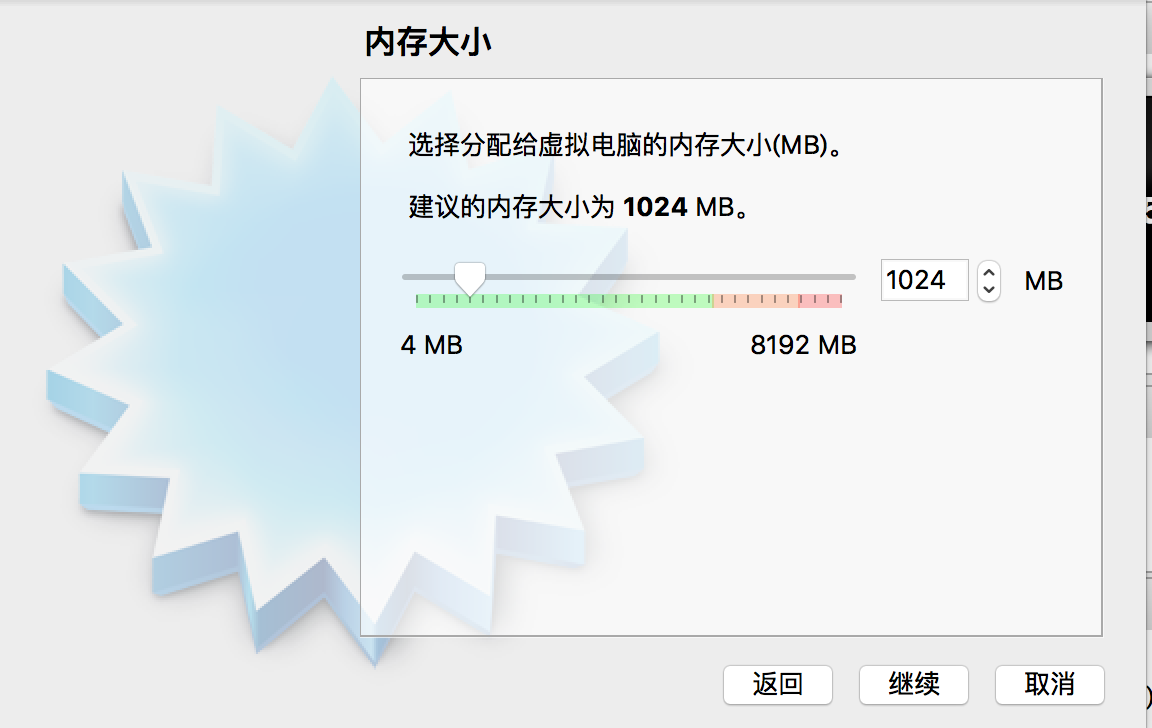 内存大小
选择分配给虚拟电脑的内存大小(MB)。
建议的内存大小为 1024 MB。
1024 MB
4 MB 8192 MB
返回 继续 取消